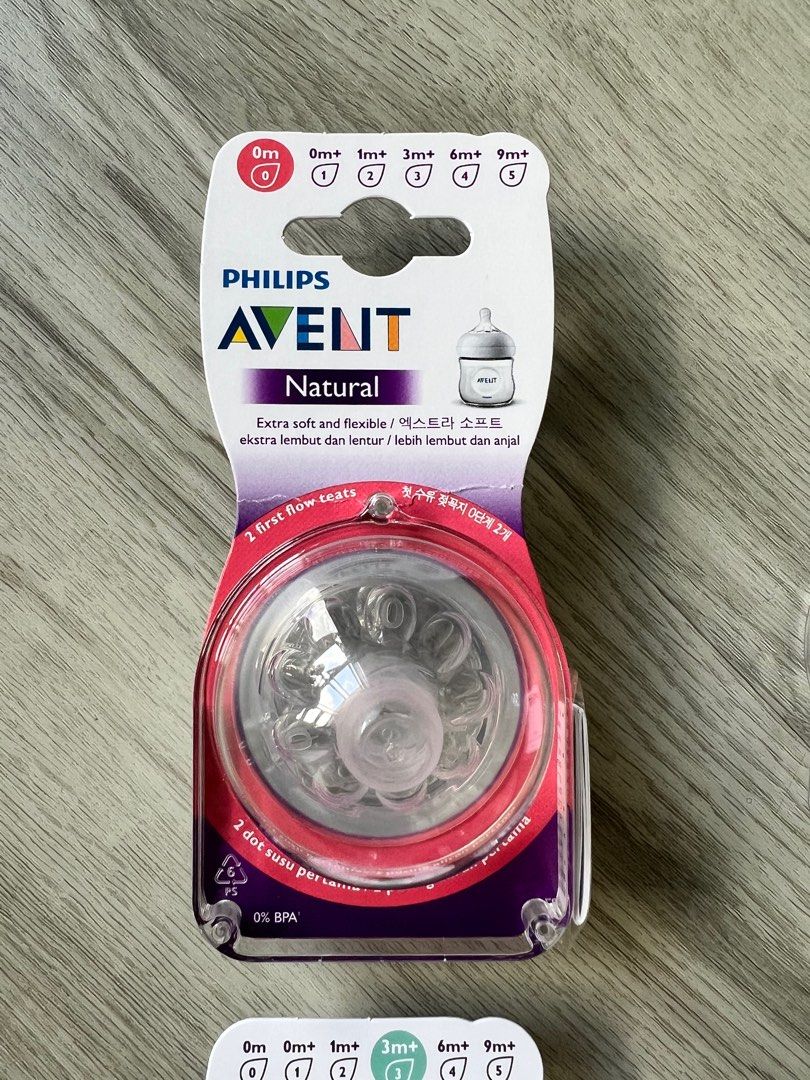 0m 0m+ 1m+ 3m+ 6m+ 9m+
0 1 2 3 4 5
PHILIPS
AVENT
AVENT
Natural
Extra soft and flexible / 엑스트라 소프트
ekstra lembut dan lentur / lebih lembut dan anjal
2 first flow teats
첫 수유 젖꼭지 0단계 2개
0
0
2 dot susu pertama
pertama
6
PS
0% BPA
0m 0m+ 1m+ 3m+ 6m+ 9m+
0 1 2 3 4 5